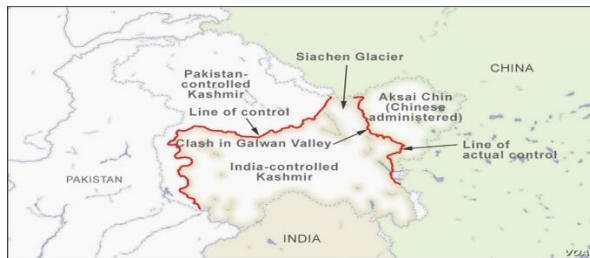 Siachen Glacier
CHINA
Pakistan-
controlled
Kashmir
Aksai Chin
(Chinese
administered)
Line of control
Clash in Galwan Valley
Line of
actual control
India-controlled
Kashmir
PAKISTAN
INDIA
VOA